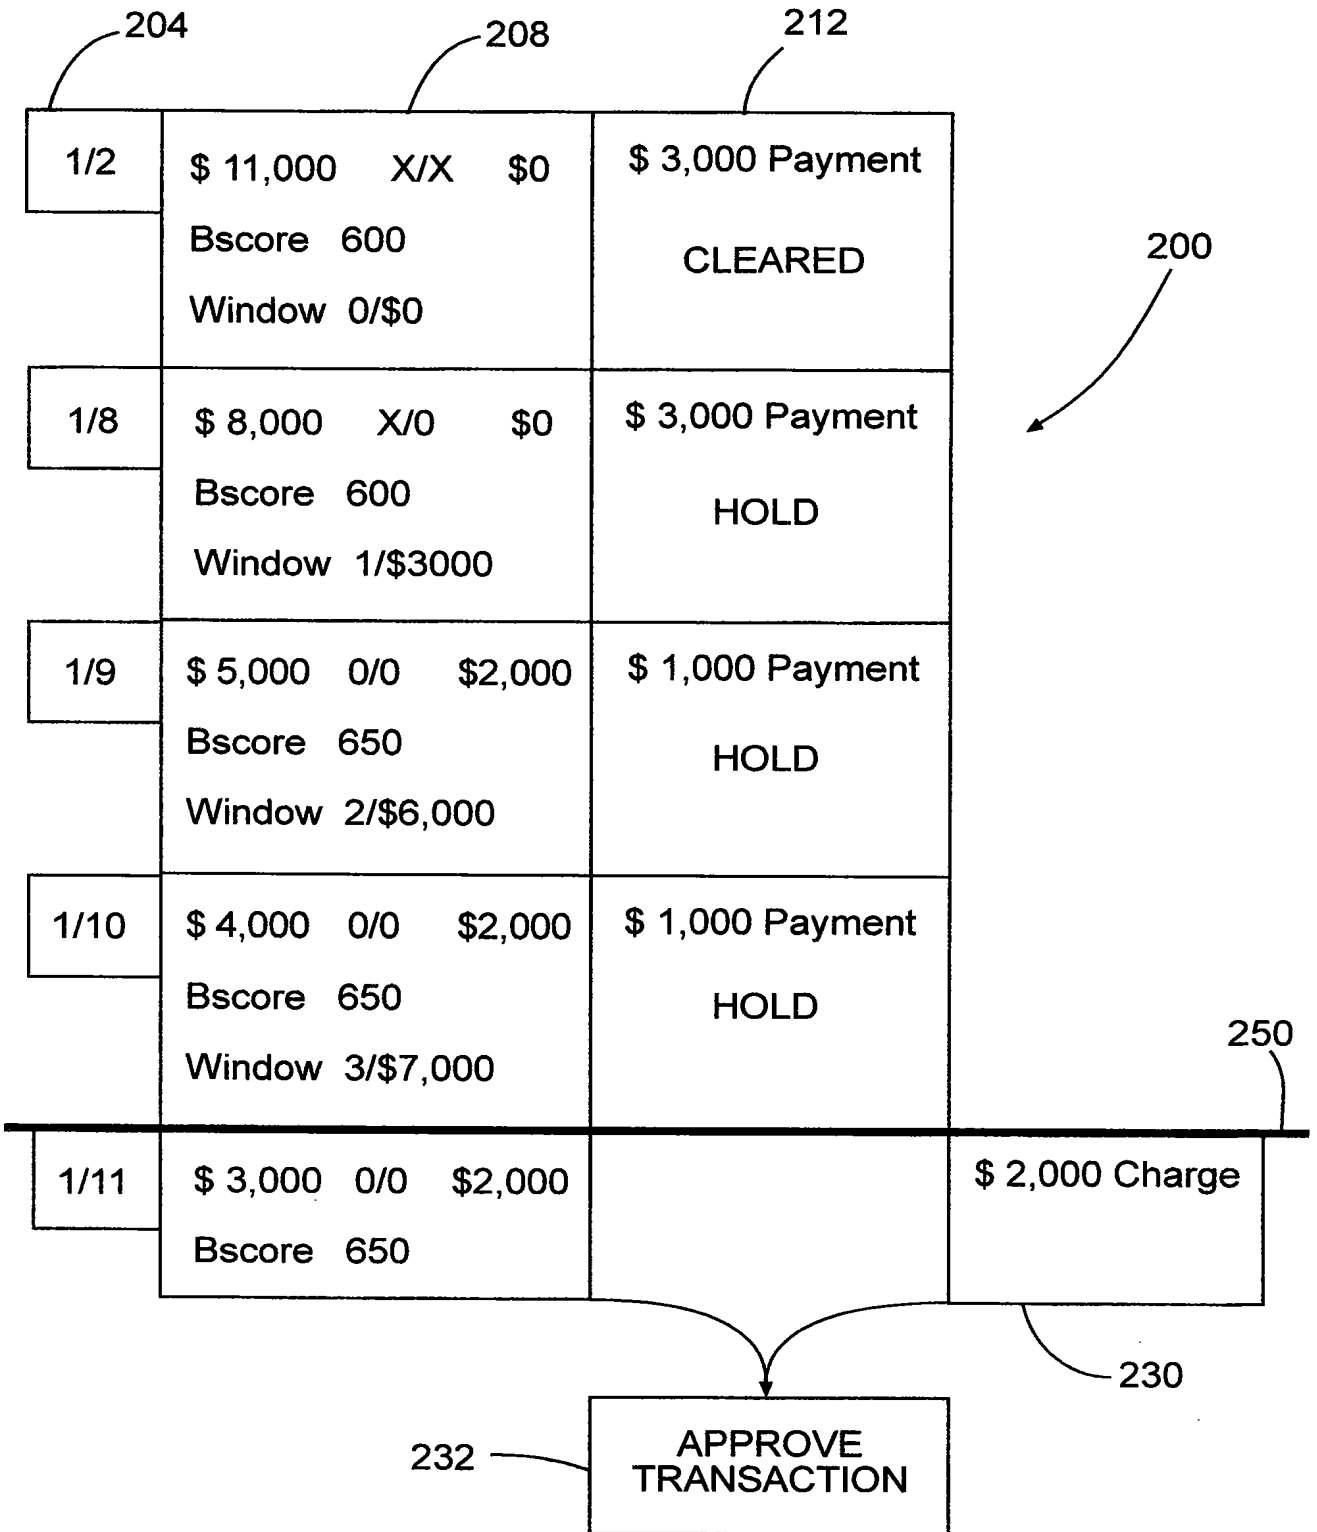 204
208
212
1/2
$ 11,000 X/X $0
$ 3,000 Payment
Bscore 600
CLEARED
Window 0/$0
200
1/8
$ 8,000 X/0 $0
$ 3,000 Payment
Bscore 600
HOLD
Window 1/$3000
1/9
$ 5,000 0/0 $2,000
$ 1,000 Payment
Bscore 650
HOLD
Window 2/$6,000
1/10
$ 4,000 0/0 $2,000
$ 1,000 Payment
Bscore 650
HOLD
Window 3/$7,000
250
1/11
$ 3,000 0/0 $2,000
$ 2,000 Charge
Bscore 650
230
232
APPROVE
TRANSACTION